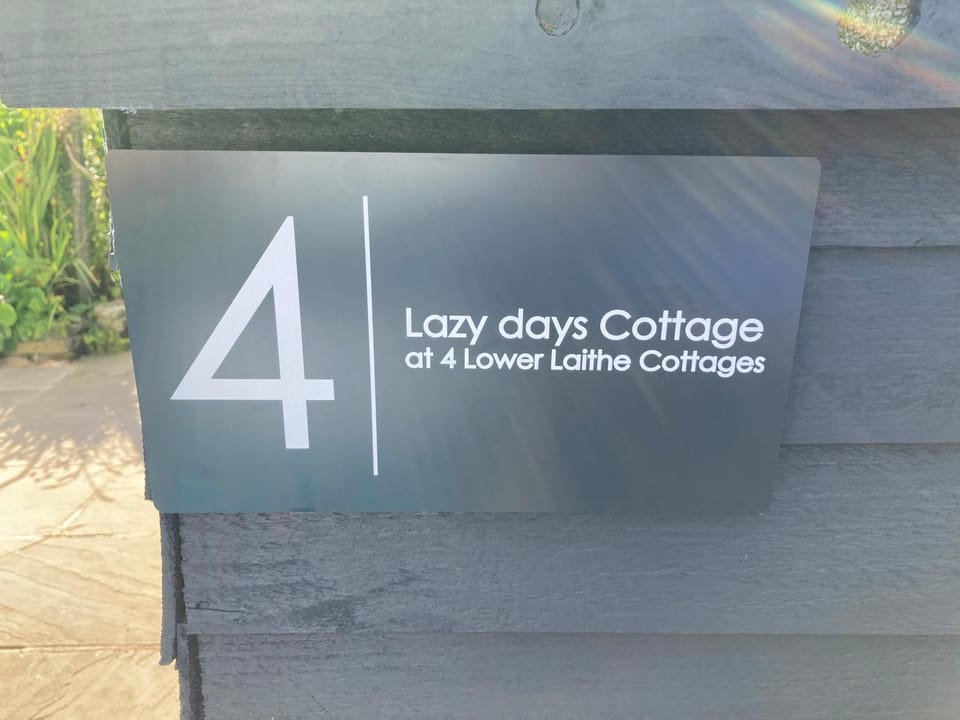 4
Lazy days Cottage
at 4 Lower Laithe Cottages